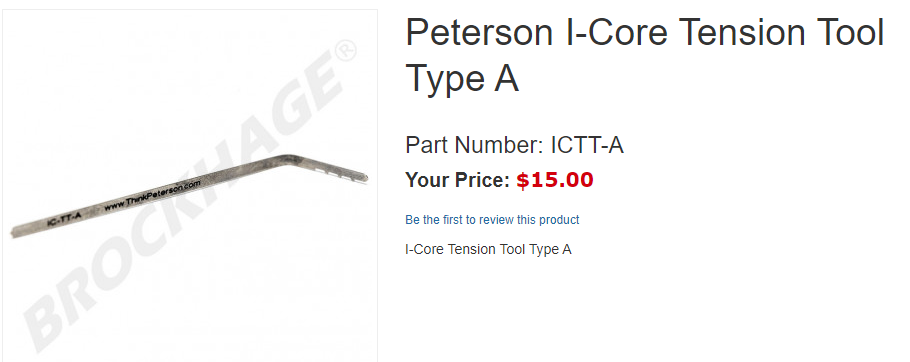 BROCKHAGE®
IC-TT-A www.ThinkPeterson.com
Peterson I-Core Tension Tool
Type A
Part Number: ICTT-A
Your Price: $15.00
Be the first to review this product
I-Core Tension Tool Type A